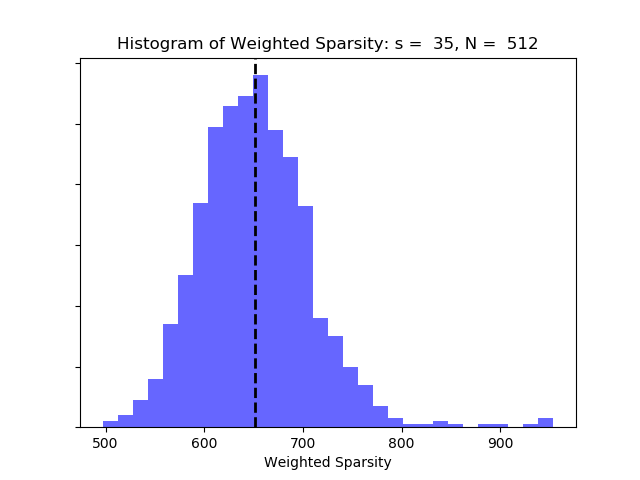 Histogram of Weighted Sparsity: s =  35, N =  512
500 600 700 800 900
Weighted Sparsity